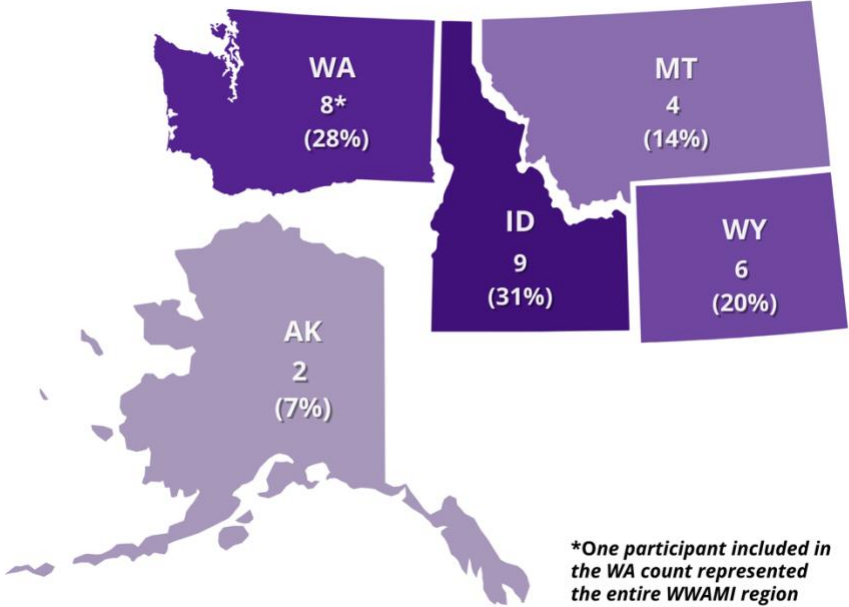 WA
8*
(28%)
MT
4
(14%)
ID
9
(31%)
WY
6
(20%)
AK
2
(7%)
*One participant included in
the WA count represented
the entire WWAMI region